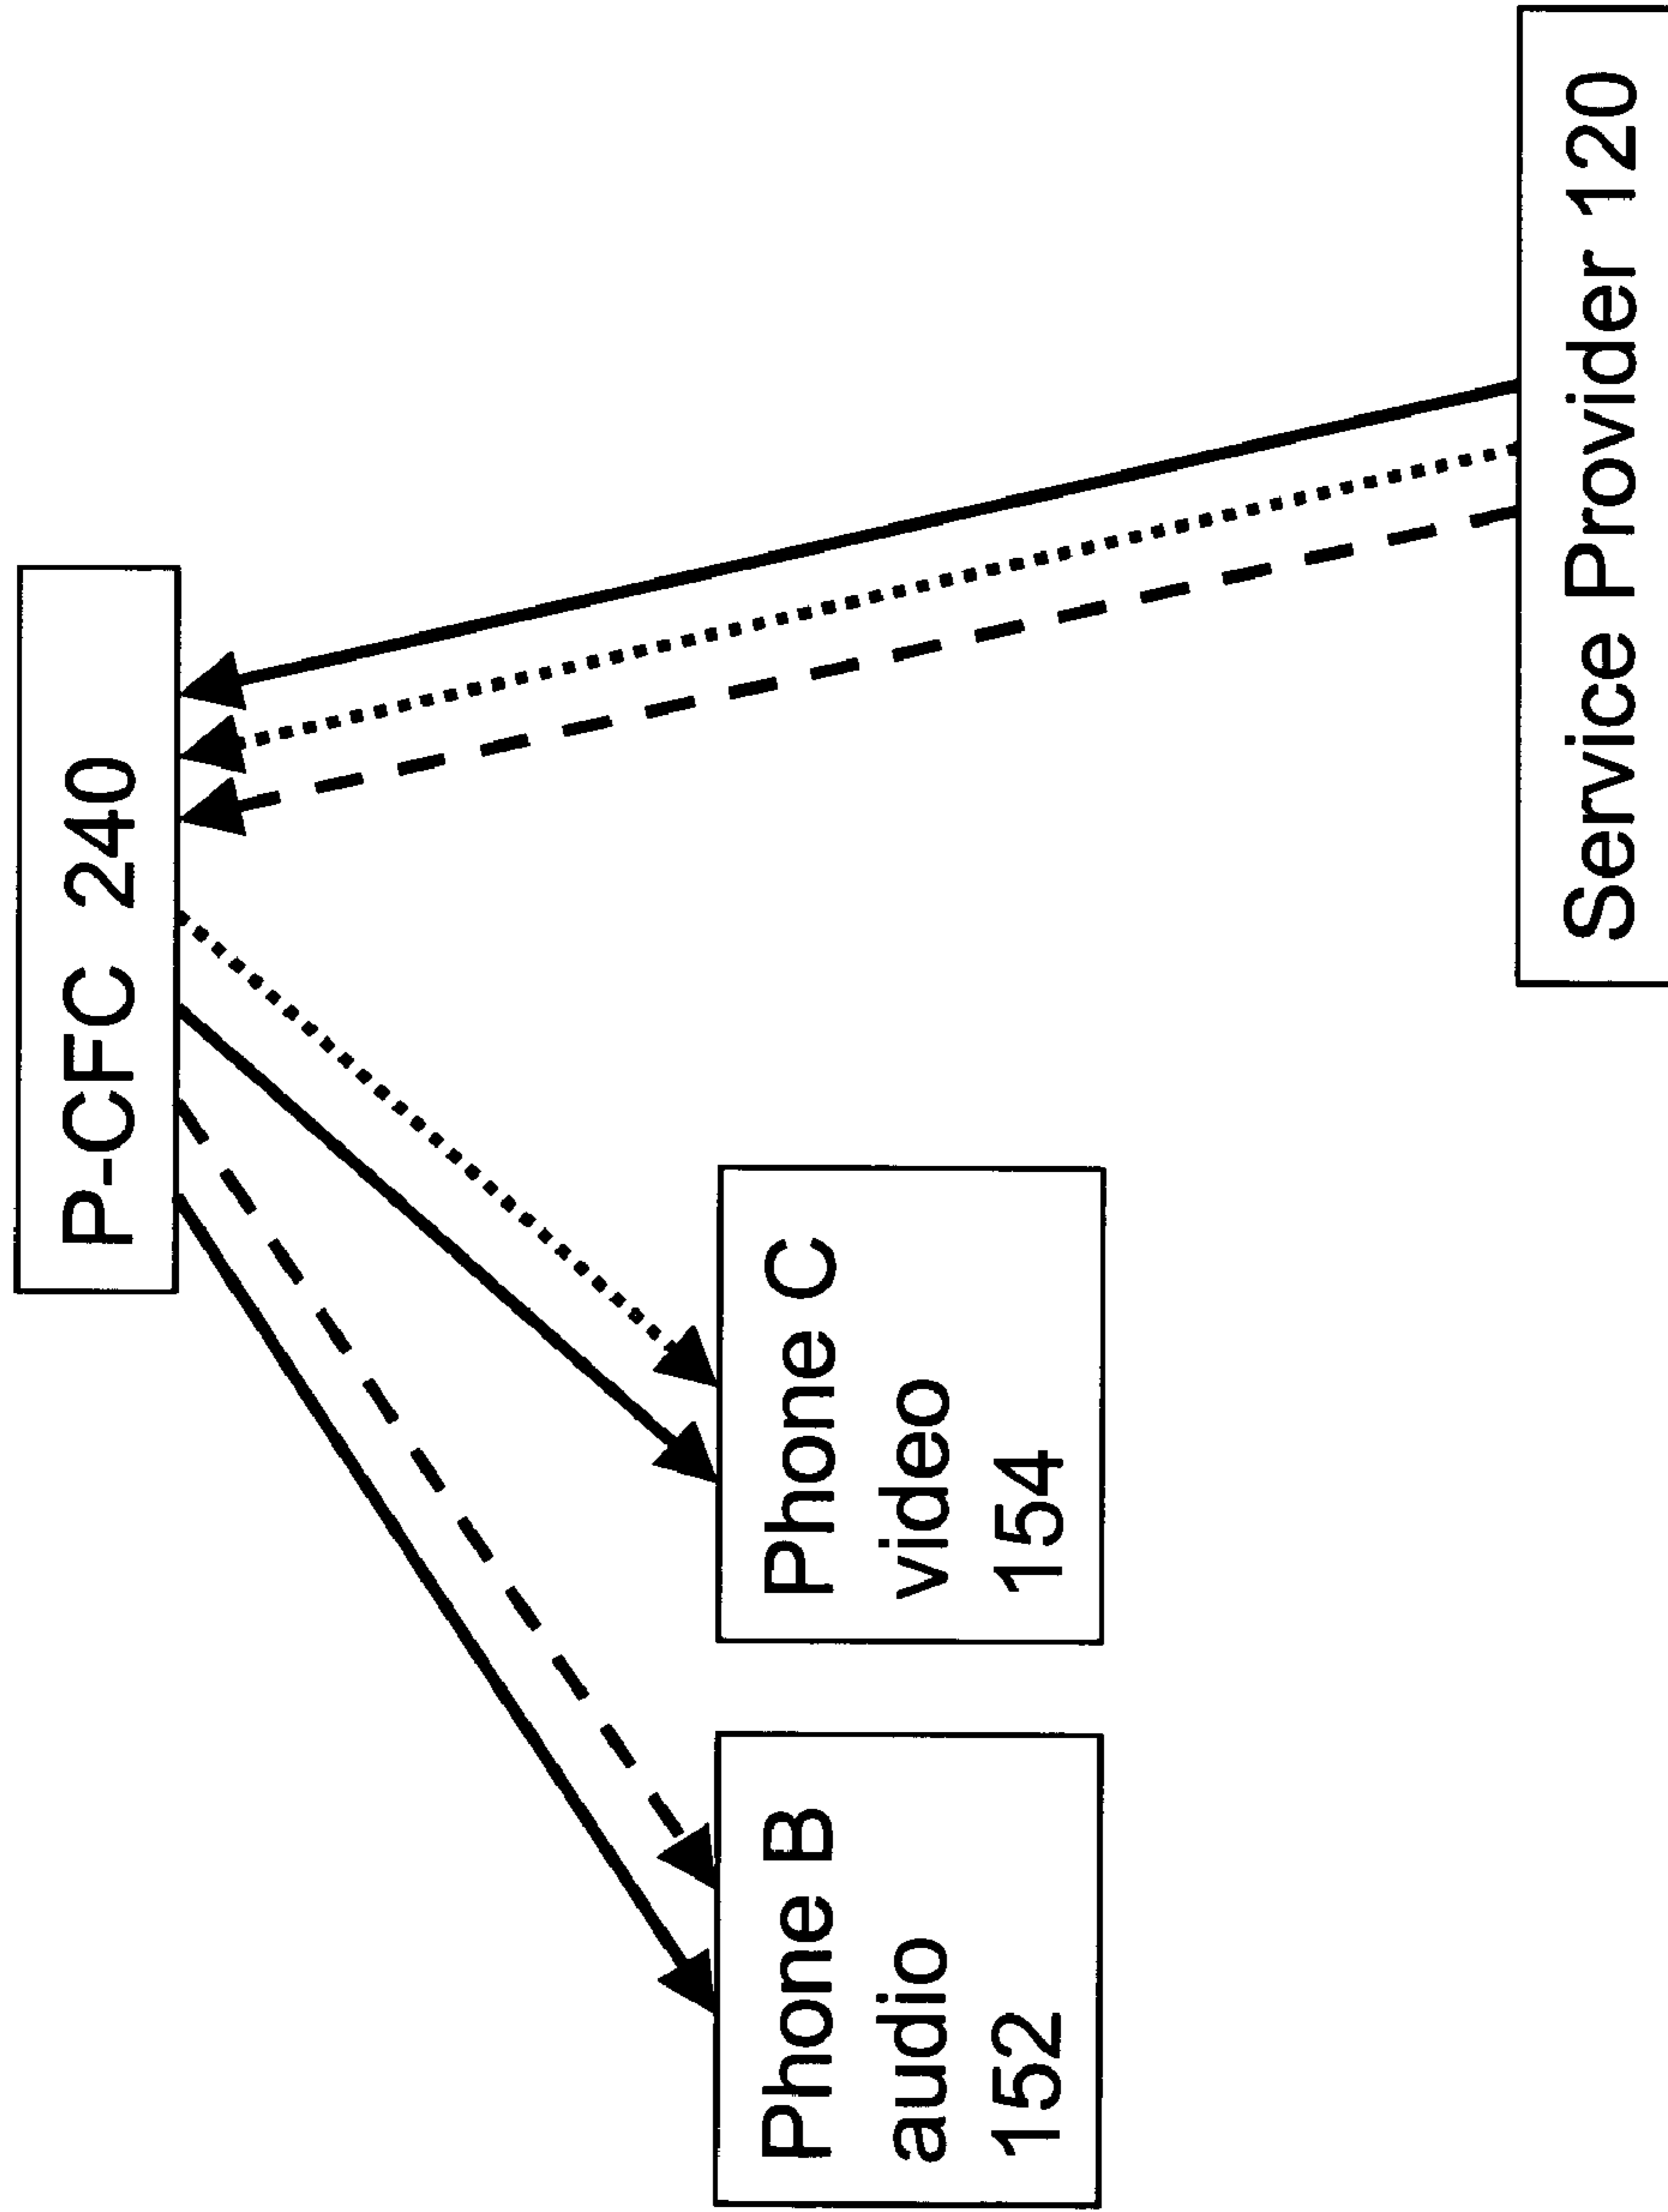 P-CFC 240
Phone B
audio
152
Phone C
video
154
Service Provider 120